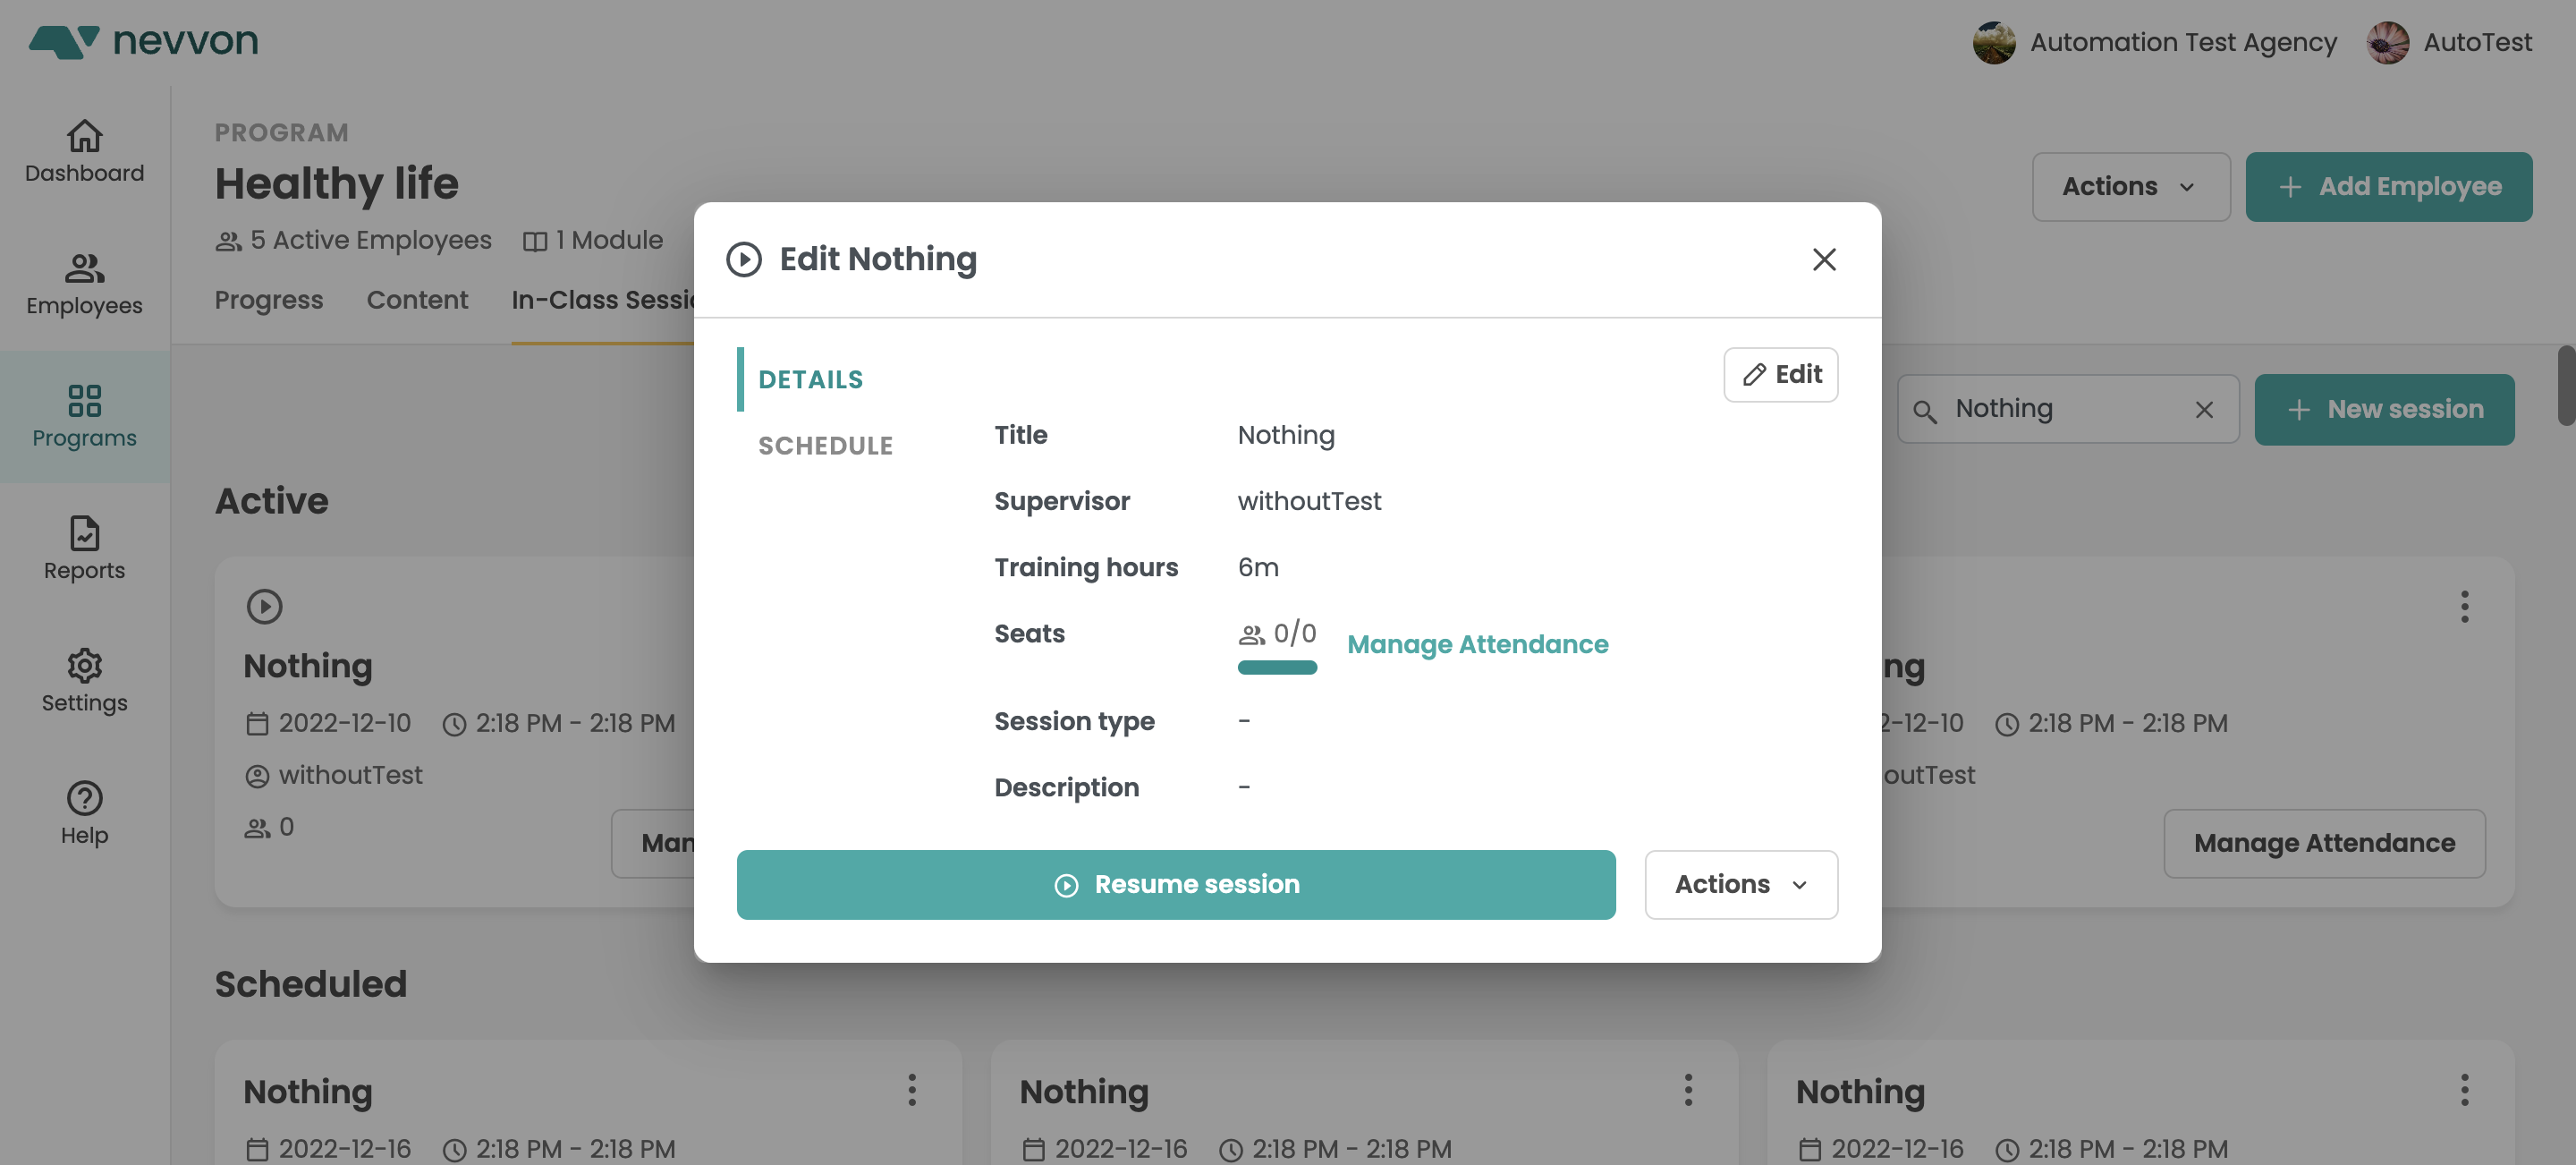 nevvon
Automation Test Agency
AutoTest
Dashboard
Employees
Programs
Reports
Settings
Help
PROGRAM
Healthy life
5 Active Employees
1 Module
Actions
Add Employee
Progress
Content
In-Class Sessio
Nothing
New session
Active
Nothing
2022-12-10
2:18 PM - 2:18 PM
withoutTest
0
Man
ng
2-12-10
2:18 PM - 2:18 PM
outTest
Manage Attendance
Edit Nothing
DETAILS
SCHEDULE
Edit
Title
Nothing
Supervisor
withoutTest
Training hours
6m
Seats
0/0
Manage Attendance
Session type
-
Description
-
Resume session
Actions
Scheduled
Nothing
2022-12-16
2:18 PM - 2:18 PM
Nothing
2022-12-16
2:18 PM - 2:18 PM
Nothing
2022-12-16
2:18 PM - 2:18 PM